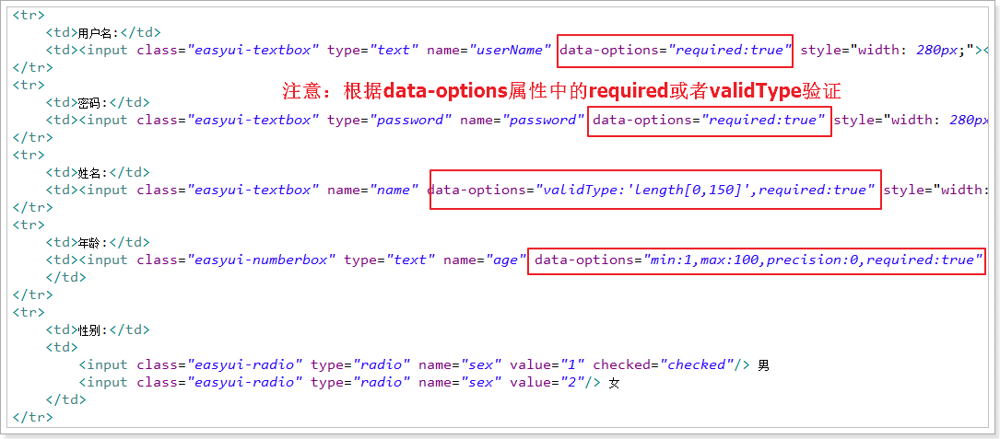 <tr>
<td>用户名:</td>
<td><input class="easyui-textbox" type="text" name="userName" data-options="required:true" style="width: 280px;"><
</tr>
<tr>
注意：根据data-options属性中的required或者validType验证
<td>密码:</td>
<td><input class="easyui-textbox" type="password" name="password" data-options="required:true" style="width: 280px
</tr>
<tr>
<td>姓名:</td>
<td><input class="easyui-textbox" name="name" data-options="validType:'length[0,150]',required:true" style="width:
</tr>
<tr>
<td>年龄:</td>
<td><input class="easyui-numberbox" type="text" name="age" data-options="min:1,max:100,precision:0,required:true"
</td>
</tr>
<tr>
<td>性别:</td>
<td>
<input class="easyui-radio" type="radio" name="sex" value="1" checked="checked"/> 男
<input class="easyui-radio" type="radio" name="sex" value="2"/> 女
</td>
</tr>